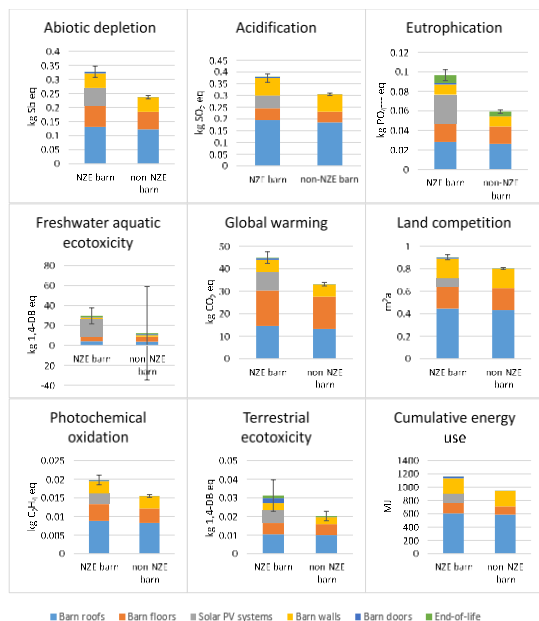 Abiotic depletion
kg Sb eq
0.4
0.35
0.3
0.25
0.2
0.15
0.1
0.05
0
NZE barn
non-NZE
barn
Acidification
kg SO₂ eq
0.45
0.4
0.35
0.3
0.25
0.2
0.15
0.1
0.05
0
NZE barn
non-NZE barn
Eutrophication
kg PO₄--- eq
0.12
0.1
0.08
0.06
0.04
0.02
0
NZE barn
non-NZE
barn
Freshwater aquatic
ecotoxicity
kg 1,4-DB eq
80
60
40
20
0
-20
-40
NZE barn
non-NZE
barn
Global warming
kg CO₂ eq
50
40
30
20
10
0
NZE barn
non-NZE
barn
Land competition
m²a
1
0.8
0.6
0.4
0.2
0
NZE barn
non-NZE
barn
Photochemical
oxidation
kg C₂H₄ eq
0.025
0.02
0.015
0.01
0.005
0
NZE barn
non NZE
barn
Terrestrial
ecotoxicity
kg 1,4-DB eq
0.05
0.04
0.03
0.02
0.01
0
NZE barn
non-NZE
barn
Cumulative energy
use
MJ
1400
1200
1000
800
600
400
200
0
NZE barn
non NZE
barn
Barn roofs
Barn floors
Solar PV systems
Barn walls
Barn doors
End-of-life